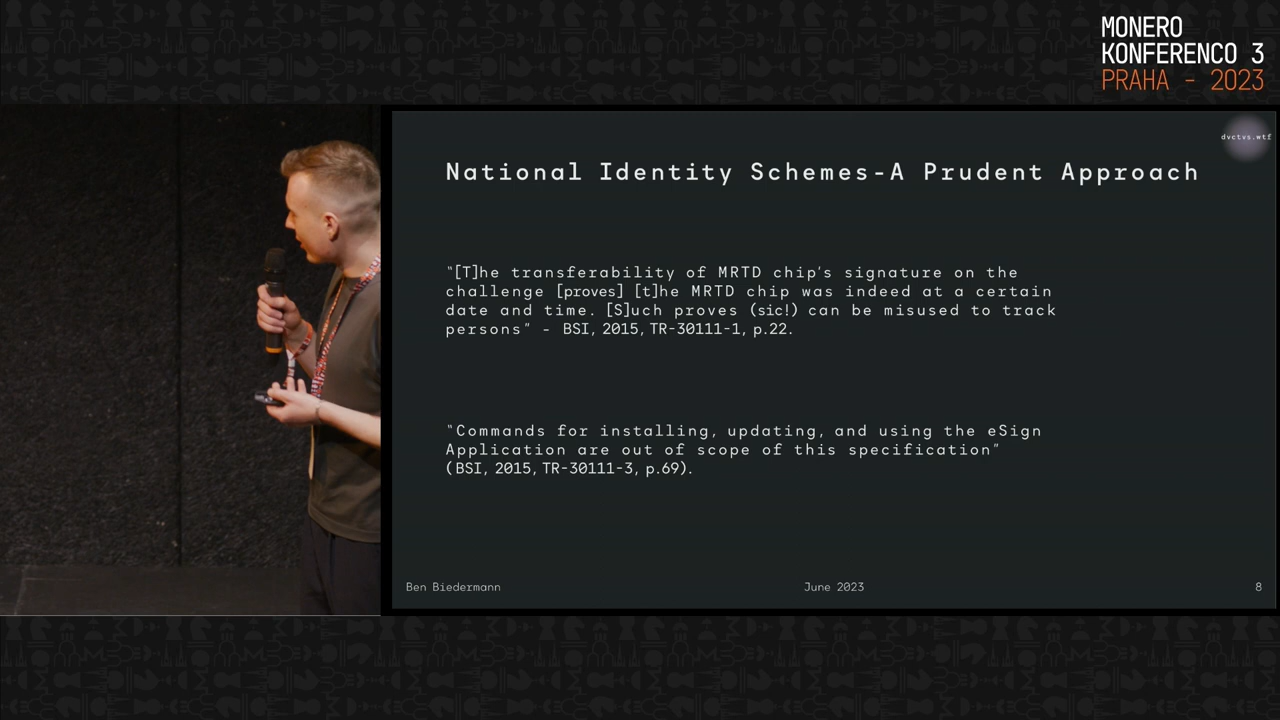 MONERO
KONFERENCO 3
PRAHA - 2023
dvctvs.wtf
National Identity Schemes-A Prudent Approach
"[T]he transferability of MRTD chip's signature on the
challenge [proves] [t]he MRTD chip was indeed at a certain
date and time. [S]uch proves (sic!) can be misused to track
persons" - BSI, 2015, TR-30111-1, p.22.
"Commands for installing, updating, and using the eSign
Application are out of scope of this specification"
(BSI, 2015, TR-30111-3, p.69).
Ben Biedermann
June 2023
8